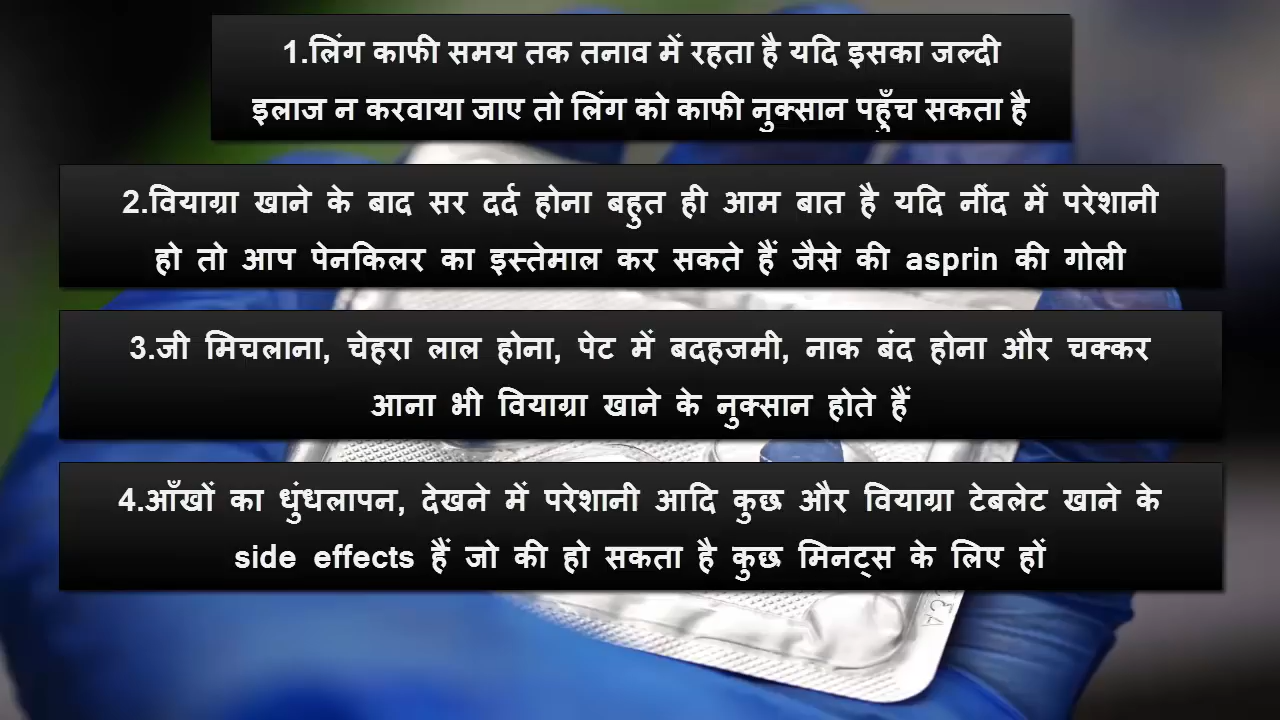 1.लिंग काफी समय तक तनाव में रहता है यदि इसका जल्दी
इलाज न करवाया जाए तो लिंग को काफी नुक्सान पहुँच सकता है
2.वियाग्रा खाने के बाद सर दर्द होना बहुत ही आम बात है यदि नींद में परेशानी
हो तो आप पेनकिलर का इस्तेमाल कर सकते हैं जैसे की asprin की गोली
3.जी मिचलाना, चेहरा लाल होना, पेट में बदहजमी, नाक बंद होना और चक्कर
आना भी वियाग्रा खाने के नुक्सान होते हैं
4.आँखों का धुंधलापन, देखने में परेशानी आदि कुछ और वियाग्रा टेबलेट खाने के
side effects हैं जो की हो सकता है कुछ मिनट्स के लिए हों